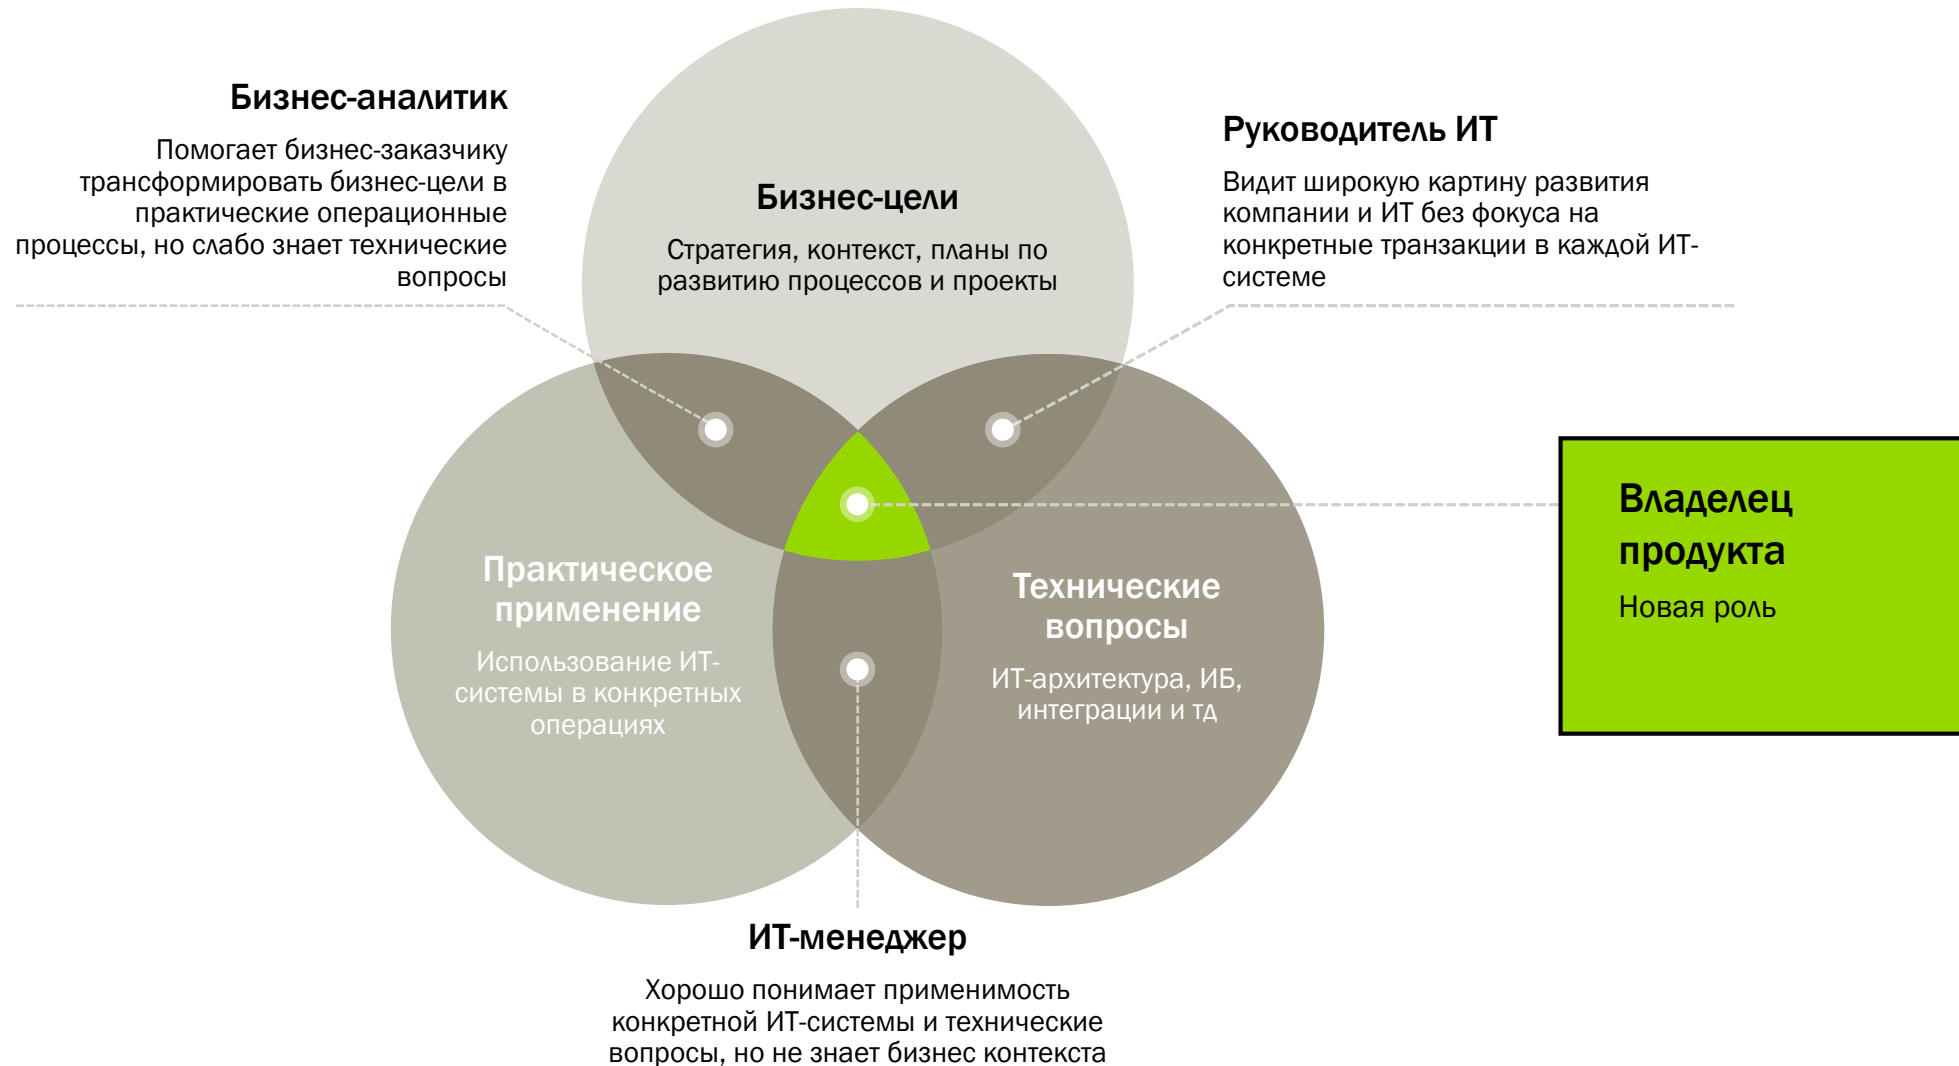 Бизнес-аналитик
Помогает бизнес-заказчику
трансформировать бизнес-цели в
практические операционные
процессы, но слабо знает технические
вопросы
Бизнес-цели
Стратегия, контекст, планы по
развитию процессов и проекты
Руководитель ИТ
Видит широкую картину развития
компании и ИТ без фокуса на
конкретные транзакции в каждой ИТ-
системе
Владелец
продукта
Новая роль
Практическое
применение
Использование ИТ-
системы в конкретных
операциях
Технические
вопросы
ИТ-архитектура, ИБ,
интеграции и тд
ИТ-менеджер
Хорошо понимает применимость
конкретной ИТ-системы и технические
вопросы, но не знает бизнес контекста